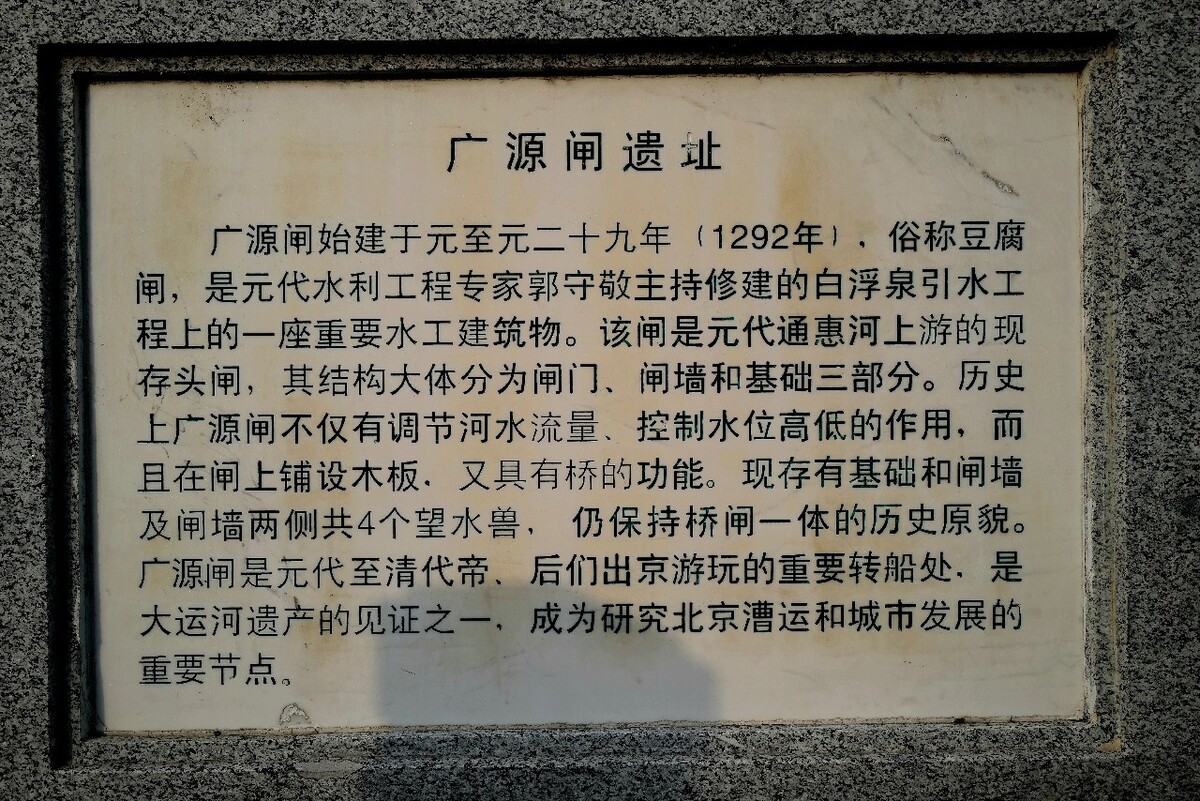 广源闸遗址
广源闸始建于元至元二十九年（1292年），俗称豆腐
闸，是元代水利工程专家郭守敬主持修建的白浮泉引水工
程上的一座重要水工建筑物。该闸是元代通惠河上游的现
存头闸，其结构大体分为闸门、闸墙和基础三部分。历史
上广源闸不仅有调节河水流量、控制水位高低的作用，而
且在闸上铺设木板，又具有桥的功能。现存有基础和闸墙
及闸墙两侧共4个望水兽，仍保持桥闸一体的历史原貌。
广源闸是元代至清代帝、后们出京游玩的重要转船处，是
大运河遗产的见证之一，成为研究北京漕运和城市发展的
重要节点。